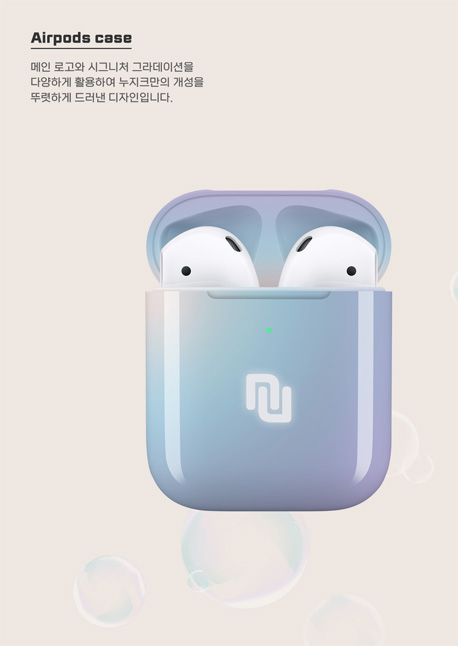 Airpods case
메인 로고와 시그니처 그라데이션을
다양하게 활용하여 누지크만의 개성을
뚜렷하게 드러낸 디자인입니다.